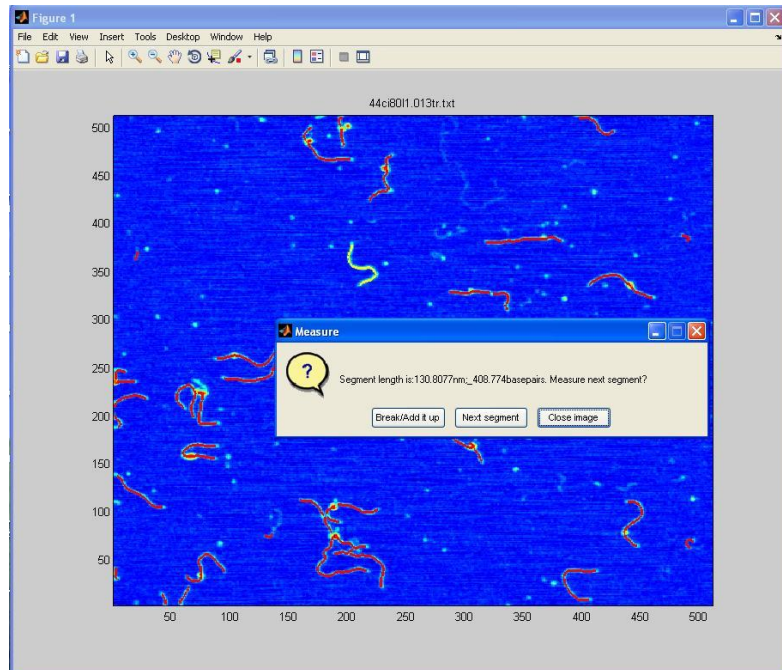 Figure 1
File Edit View Insert Tools Desktop Window Help
44ci80l1.013tr.txt
500
450
400
350
300
250
200
150
100
50
Measure
?
Segment length is:130.8077nm;_408.774basepairs. Measure next segment?
Break/Add it up Next segment Close image
50 100 150 200 250 300 350 400 450 500